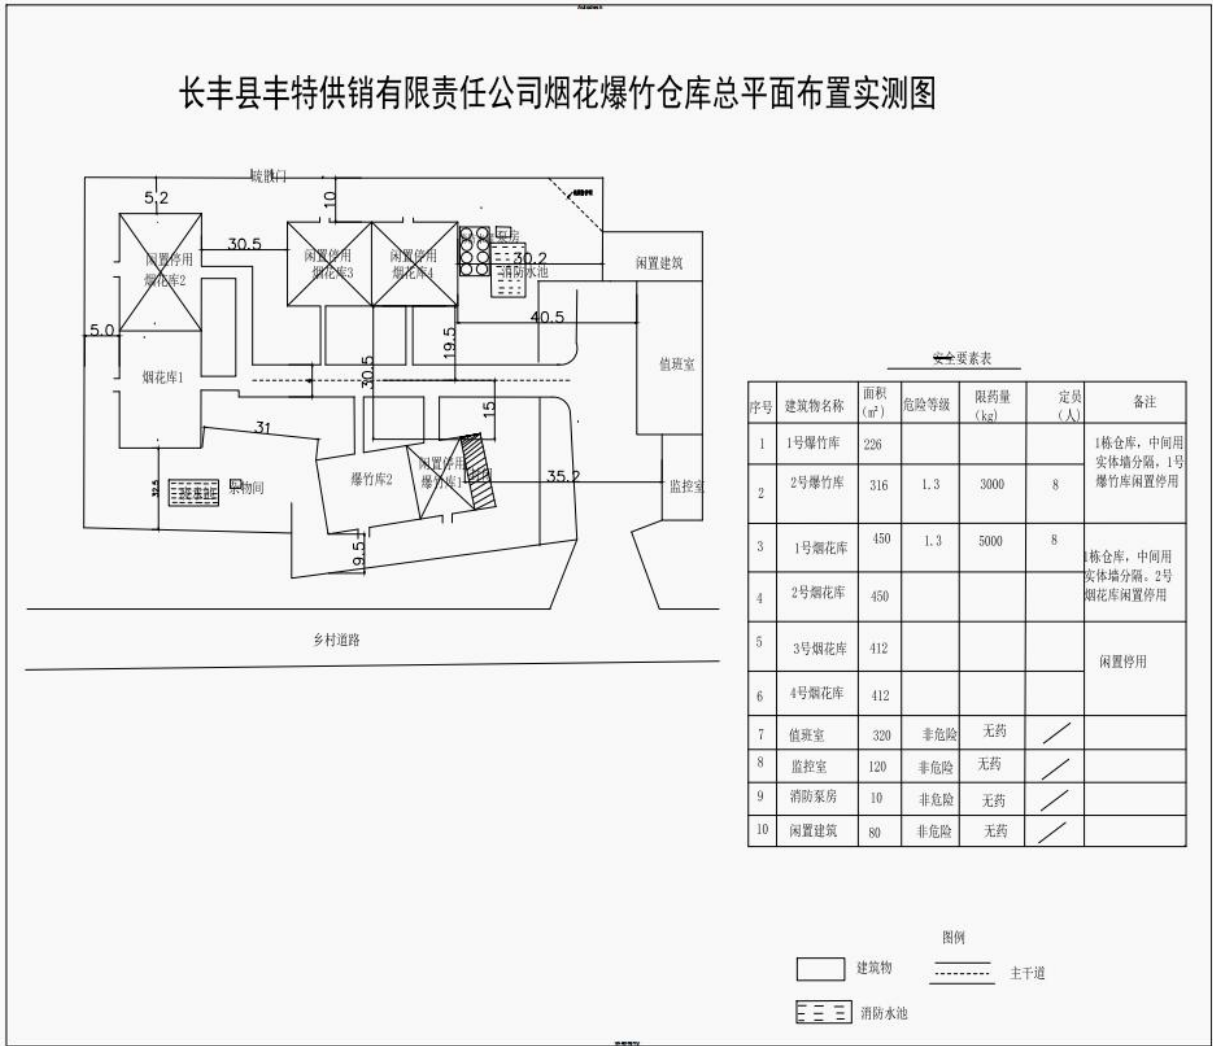 长丰县丰特供销有限责任公司烟花爆竹仓库总平面布置实测图
疏散门
5.2
10
30.5
闲置停用
烟花库2
闲置停用
烟花库3
闲置停用
烟花库4
泵房
30.2
消防水池
闲置建筑
5.0
40.5
19.5
30.5
烟花库1
值班室
15
31
闲置停用
爆竹库1
爆竹库2
35.2
监控室
32.5
杂物间
9.5
乡村道路
安全要素表
序号 建筑物名称 面积(㎡) 危险等级 限药量(kg) 定员(人) 备注
1 1号爆竹库 226
2 2号爆竹库 316 1.3 3000 8
1栋仓库,中间用
实体墙分隔,1号
爆竹库闲置停用
3 1号烟花库 450 1.3 5000 8
4 2号烟花库 450
1栋仓库,中间用
实体墙分隔。2号
烟花库闲置停用
5 3号烟花库 412
6 4号烟花库 412
闲置停用
7 值班室 320 非危险 无药 /
8 监控室 120 非危险 无药 /
9 消防泵房 10 非危险 无药 /
10 闲置建筑 80 非危险 无药 /
图例
建筑物
主干道
消防水池